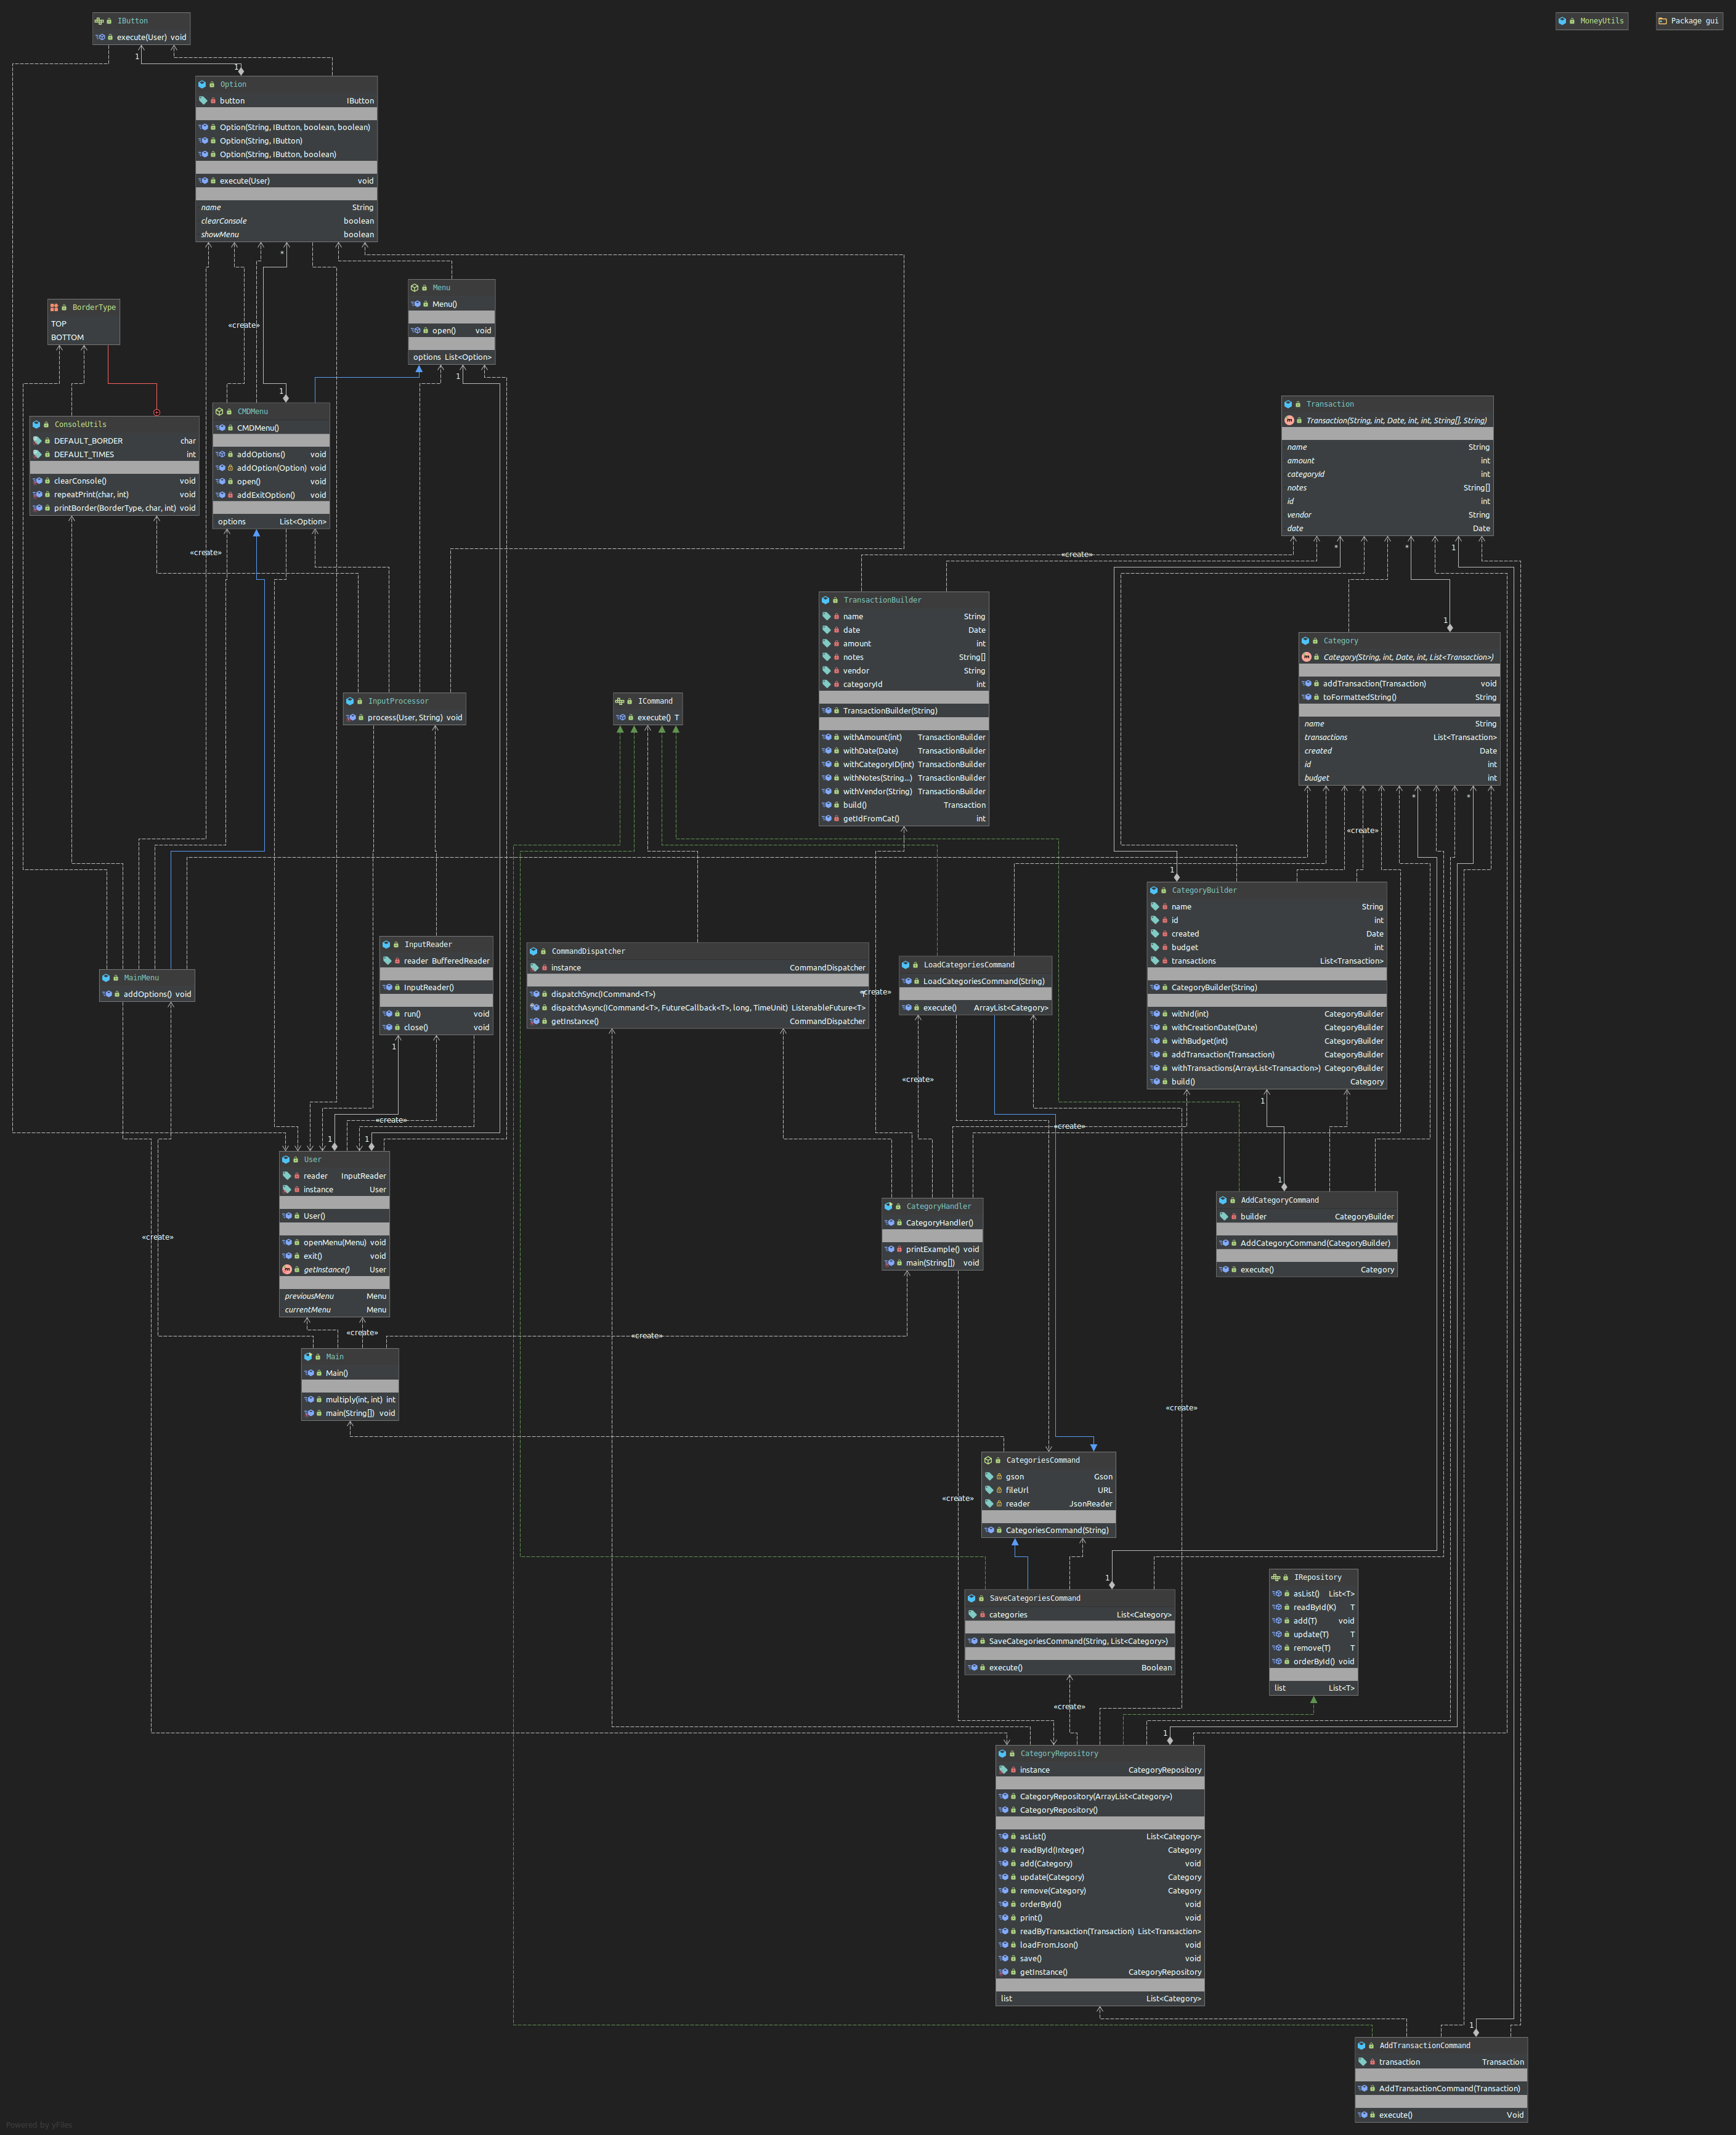 IButton
execute(User) void
MoneyUtils
Package gui
1
1
Option
button IButton
Option(String, IButton, boolean, boolean)
Option(String, IButton)
Option(String, IButton, boolean)
execute(User) void
name String
clearConsole boolean
showMenu boolean
*
Menu
Menu()
open() void
options List<Option>
BorderType
TOP
BOTTOM
«create»
1
1
ConsoleUtils
DEFAULT_BORDER char
DEFAULT_TIMES int
clearConsole() void
repeatPrint(char, int) void
printBorder(BorderType, char, int) void
CMDMenu
CMDMenu()
addOptions() void
addOption(Option) void
open() void
addExitOption() void
options List<Option>
Transaction
Transaction(String, int, Date, int, int, String[], String)
name String
amount int
categoryId int
notes String[]
id int
vendor String
date Date
«create»
«create»
*
*
1
TransactionBuilder
name String
date Date
amount int
notes String[]
vendor String
categoryId int
TransactionBuilder(String)
withAmount(int) TransactionBuilder
withDate(Date) TransactionBuilder
withCategoryID(int) TransactionBuilder
withNotes(String...) TransactionBuilder
withVendor(String) TransactionBuilder
build() Transaction
getIdFromCat() int
1
Category
Category(String, int, Date, int, List<Transaction>)
addTransaction(Transaction) void
toFormattedString() String
name String
transactions List<Transaction>
created Date
id int
budget int
InputProcessor
process(User, String) void
ICommand
execute() T
*
*
«create»
1
CategoryBuilder
name String
id int
created Date
budget int
transactions List<Transaction>
CategoryBuilder(String)
withId(int) CategoryBuilder
withCreationDate(Date) CategoryBuilder
withBudget(int) CategoryBuilder
addTransaction(Transaction) CategoryBuilder
withTransactions(ArrayList<Transaction>) CategoryBuilder
build() Category
MainMenu
addOptions() void
InputReader
reader BufferedReader
InputReader()
run() void
close() void
CommandDispatcher
instance CommandDispatcher
dispatchSync(ICommand<T>) T
dispatchAsync(ICommand<T>, FutureCallback<T>, long, TimeUnit) ListenableFuture<T>
getInstance() CommandDispatcher
«create»
LoadCategoriesCommand
LoadCategoriesCommand(String)
execute() ArrayList<Category>
1
«create»
1
«create»
«create»
1
1
User
reader InputReader
instance User
User()
openMenu(Menu) void
exit() void
getInstance() User
previousMenu Menu
currentMenu Menu
1
AddCategoryCommand
builder CategoryBuilder
AddCategoryCommand(CategoryBuilder)
execute() Category
CategoryHandler
CategoryHandler()
printExample() void
main(String[]) void
«create»
«create»
«create»
Main
Main()
multiply(int, int) int
main(String[]) void
«create»
CategoriesCommand
gson Gson
fileUrl URL
reader JsonReader
CategoriesCommand(String)
«create»
1
SaveCategoriesCommand
categories List<Category>
SaveCategoriesCommand(String, List<Category>)
execute() Boolean
IRepository
asList() List<T>
readById(K) T
add(T) void
update(T) T
remove(T) T
orderById() void
list List<T>
«create»
1
CategoryRepository
instance CategoryRepository
CategoryRepository(ArrayList<Category>)
CategoryRepository()
asList() List<Category>
readById(Integer) Category
add(Category) void
update(Category) Category
remove(Category) Category
orderById() void
print() void
readByTransaction(Transaction) List<Transaction>
loadFromJson() void
save() void
getInstance() CategoryRepository
list List<Category>
1
AddTransactionCommand
transaction Transaction
AddTransactionCommand(Transaction)
execute() Void
Powered by yFiles